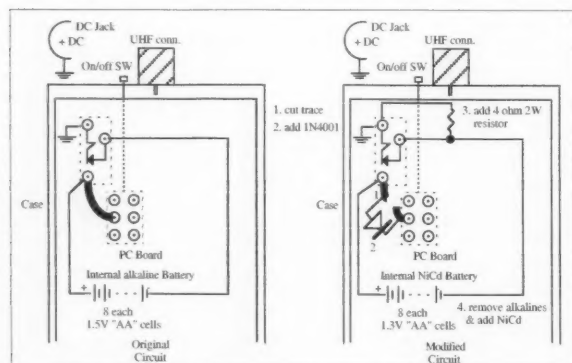 DC Jack
+ DC
UHF conn.
On/off SW
Case
PC Board
Internal alkaline Battery
+
8 each
1.5V "AA" cells
Original
Circuit
1. cut trace
2. add 1N4001
DC Jack
+ DC
UHF conn.
On/off SW
3. add 4 ohm 2W
resistor
Case
1
2
PC Board
Internal NiCd Battery
+
8 each
1.3V "AA" cells
4. remove alkalines
& add NiCd
Modified
Circuit